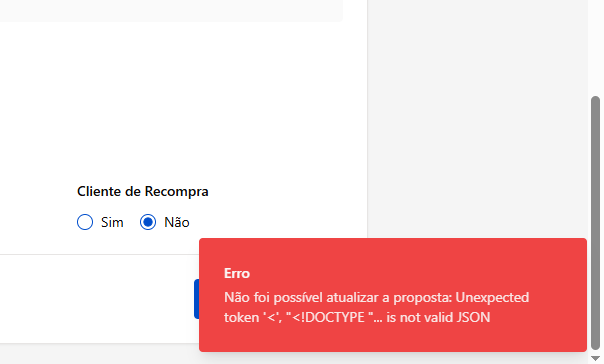 Cliente de Recompra
Sim Não
Erro
Não foi possível atualizar a proposta: Unexpected
token '<', "<!DOCTYPE "... is not valid JSON